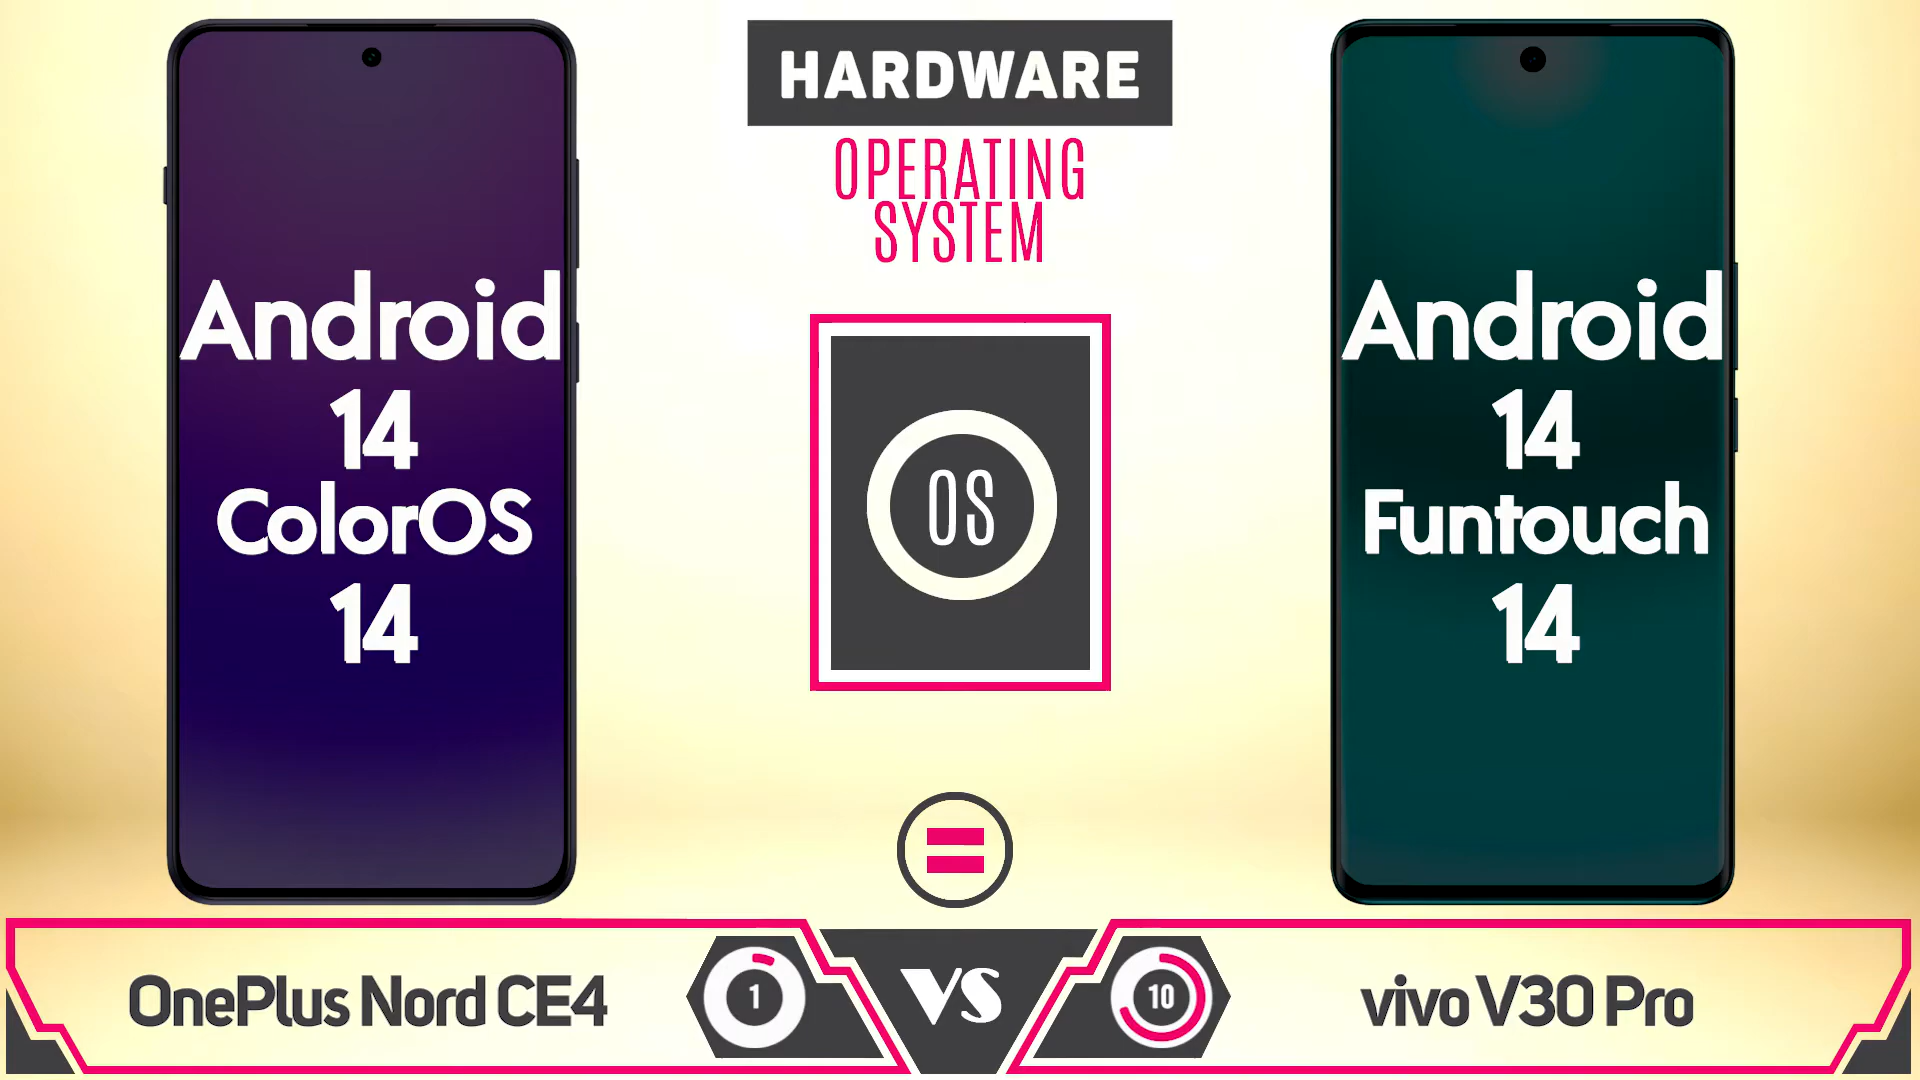 HARDWARE
OPERATING
SYSTEM
Android
14
ColorOS
14
OS
Android
14
Funtouch
14
=
OnePlus Nord CE4
1
VS
10
vivo V30 Pro